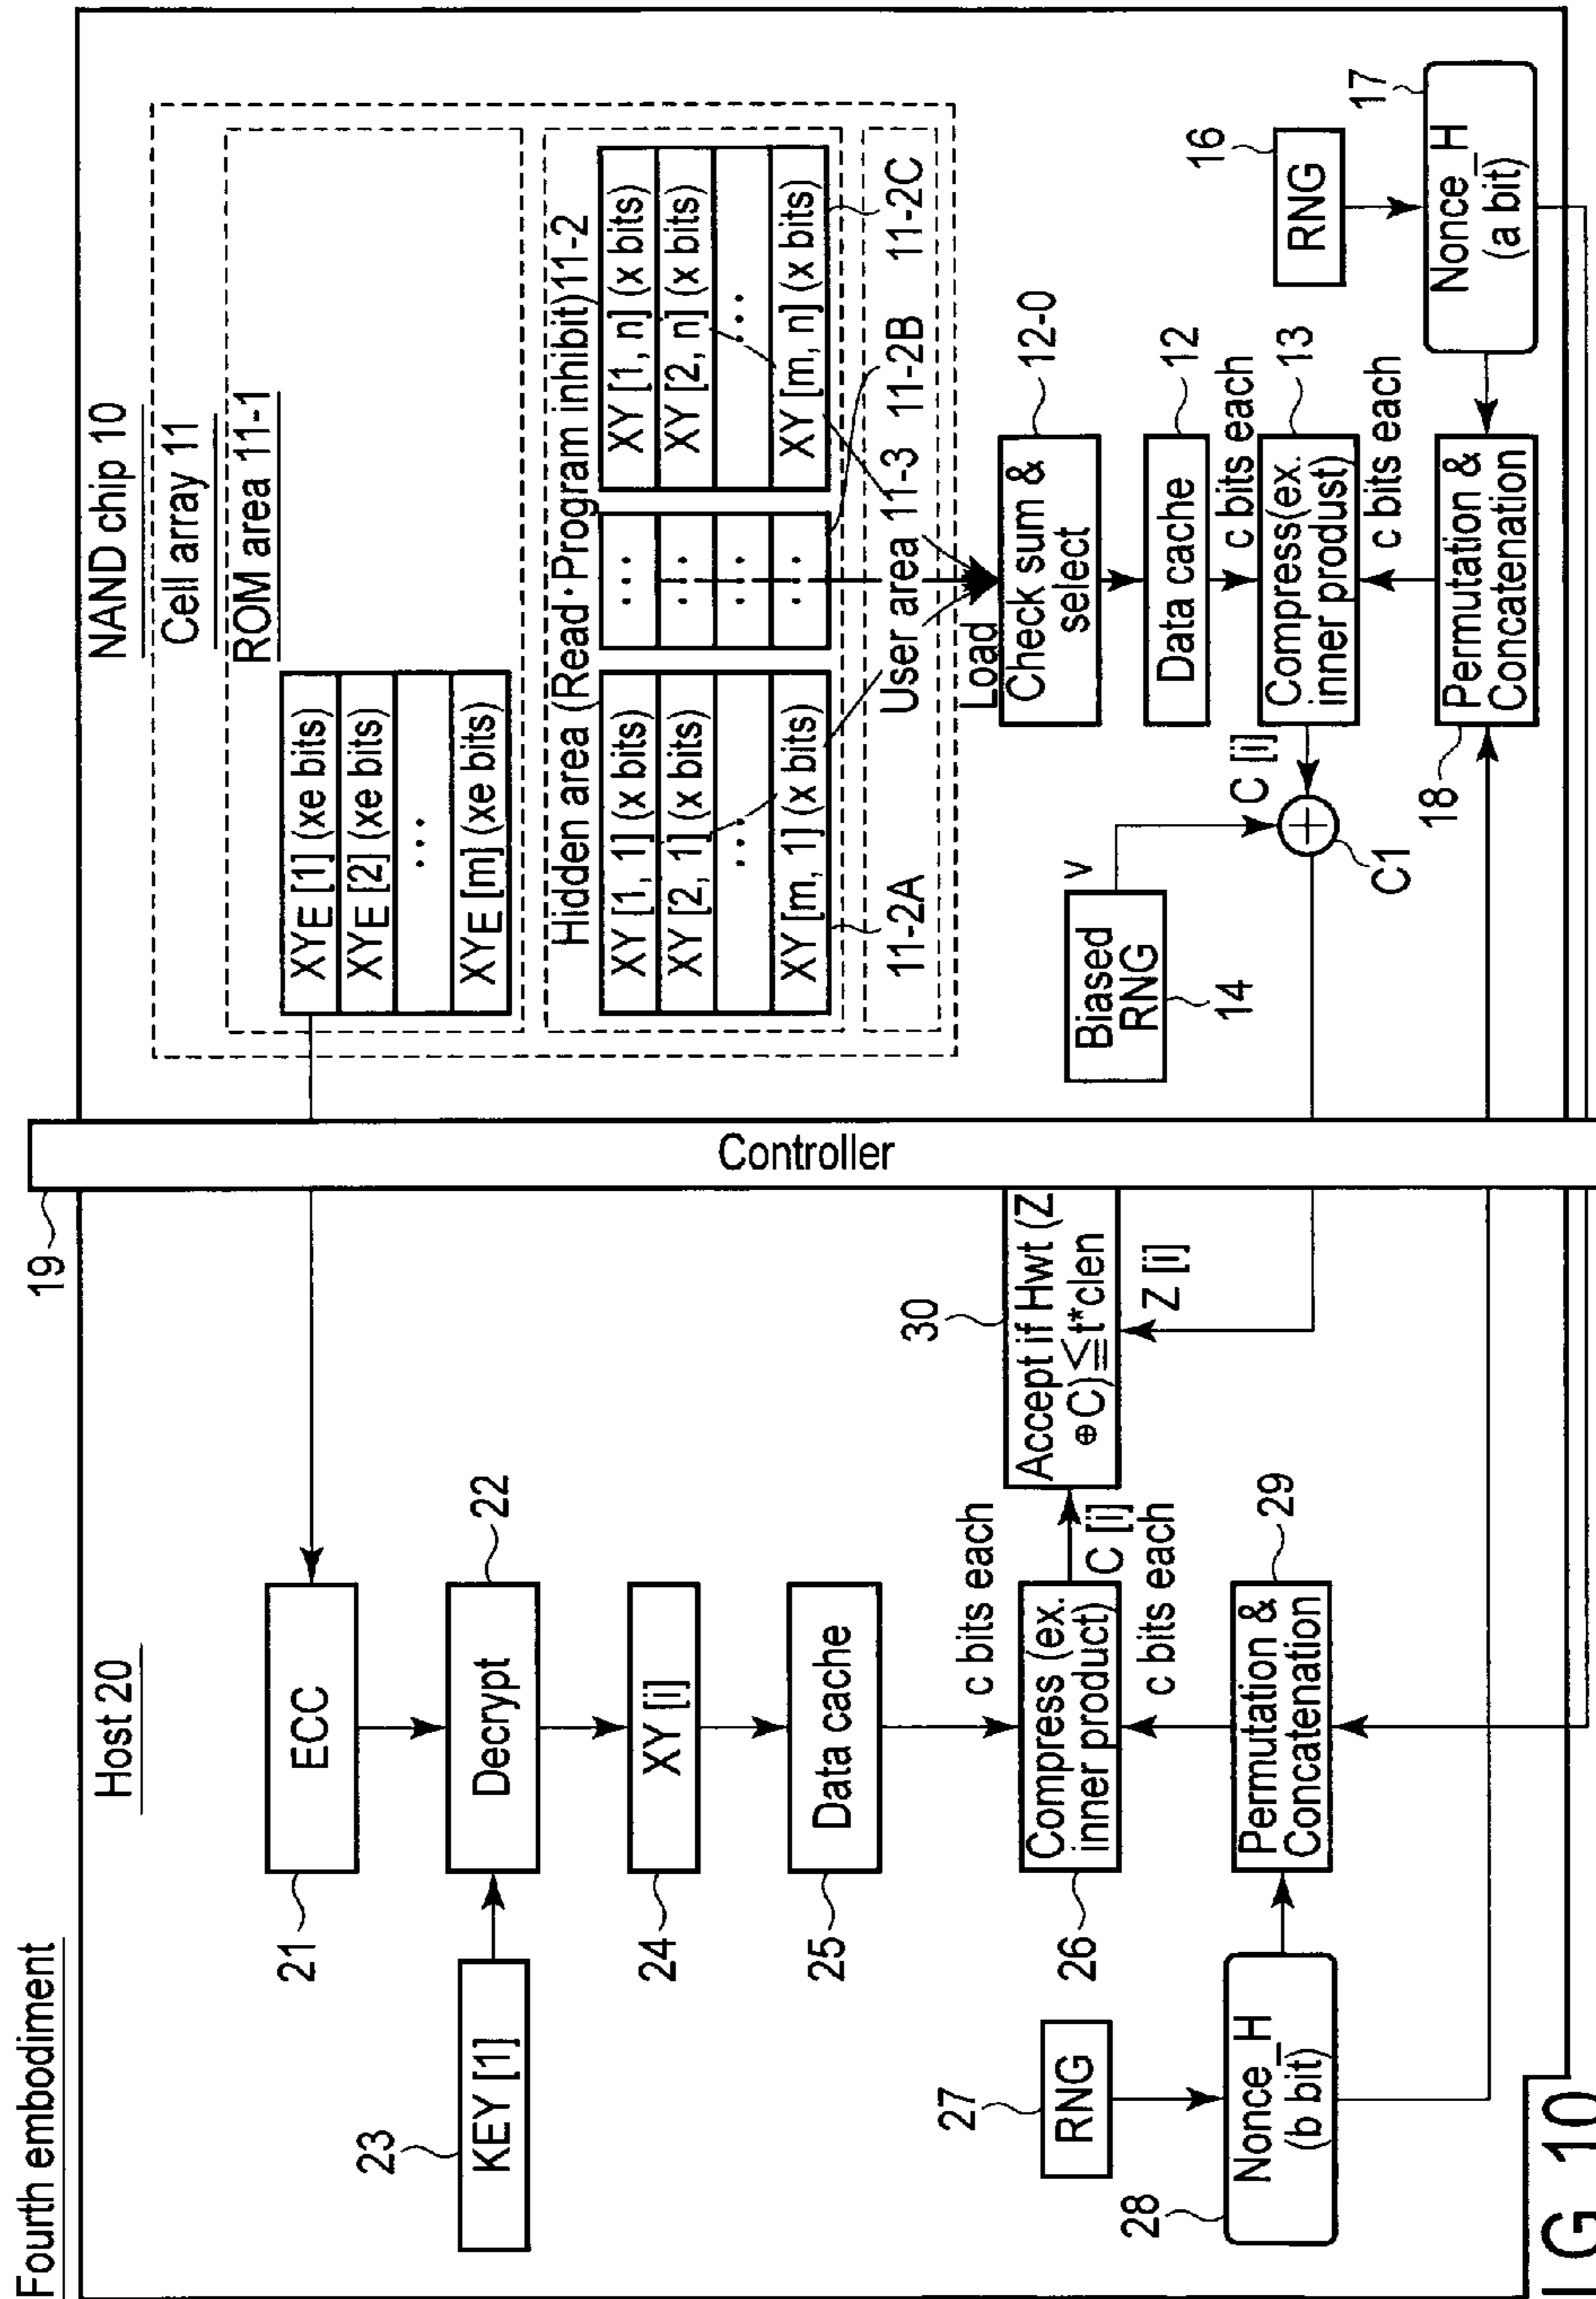 Fourth embodiment
Host 20
ECC
21
Decrypt
22
KEY [1]
23
XY [i]
24
Data cache
25
c bits each
Compress (ex.
inner product)
26
C [i]
c bits each
Accept if Hwt (Z
⊕C)≦t*clen
30
Z [i]
RNG
27
Nonce_H
(b bit)
28
Permutation &
Concatenation
29
19
Controller
NAND chip 10
Cell array 11
ROM area 11-1
XYE [1] (xe bits)
XYE [2] (xe bits)
...
XYE [m] (xe bits)
Hidden area (Read·Program inhibit)11-2
XY [1, 1] (x bits)
XY [2, 1] (x bits)
...
XY [m, 1] (x bits)
...
...
...
...
XY [1, n] (x bits)
XY [2, n] (x bits)
...
XY [m, n] (x bits)
11-2A
User area 11-3
11-2B
11-2C
Load
Check sum &
select
12-0
Data cache
12
c bits each
Compress(ex.
inner produst)
13
C [i]
c bits each
Biased
RNG
14
v
C1
RNG
16
Nonce_H
(a bit)
17
Permutation &
Concatenation
18
IG 10